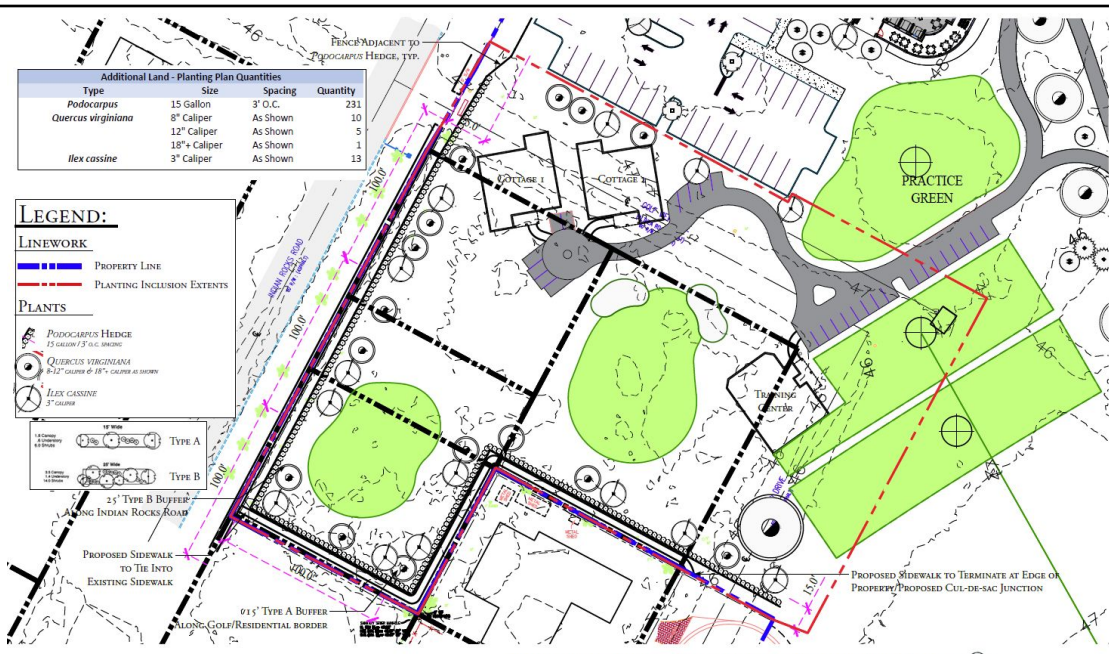 Fence Adjacent to
Podocarpus Hedge, typ.
Additional Land - Planting Plan Quantities
Type Size Spacing Quantity
Podocarpus 15 Gallon 3' O.C. 231
Quercus virginiana 8" Caliper As Shown 10
12" Caliper As Shown 5
18"+ Caliper As Shown 1
Ilex cassine 3" Caliper As Shown 13
Legend:
Linework
Property Line
Planting Inclusion Extents
Plants
Podocarpus Hedge
15 gallon / 3' o.c. spacing
Quercus virginiana
8-12" caliper & 18"+ caliper as shown
Ilex cassine
3" caliper
15' Wide
Type A
Type B
25' Type B Buffer
Along Indian Rocks Road
Proposed Sidewalk
to Tie Into
Existing Sidewalk
15' Type A Buffer
Along Golf/Residential border
INDIAN ROCKS ROAD
100.0'
100.0'
100.0'
100.0'
46
Cottage 1
Cottage
PRACTICE
GREEN
Training
Center
DRIVE
46
46
47
15.0'
Proposed Sidewalk to Terminate at Edge of
Property/Proposed Cul-de-sac Junction